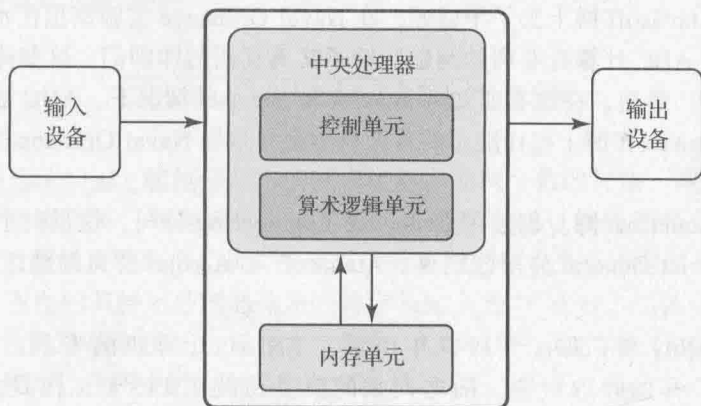 中央处理器
输入
设备
控制单元
算术逻辑单元
内存单元
输出
设备